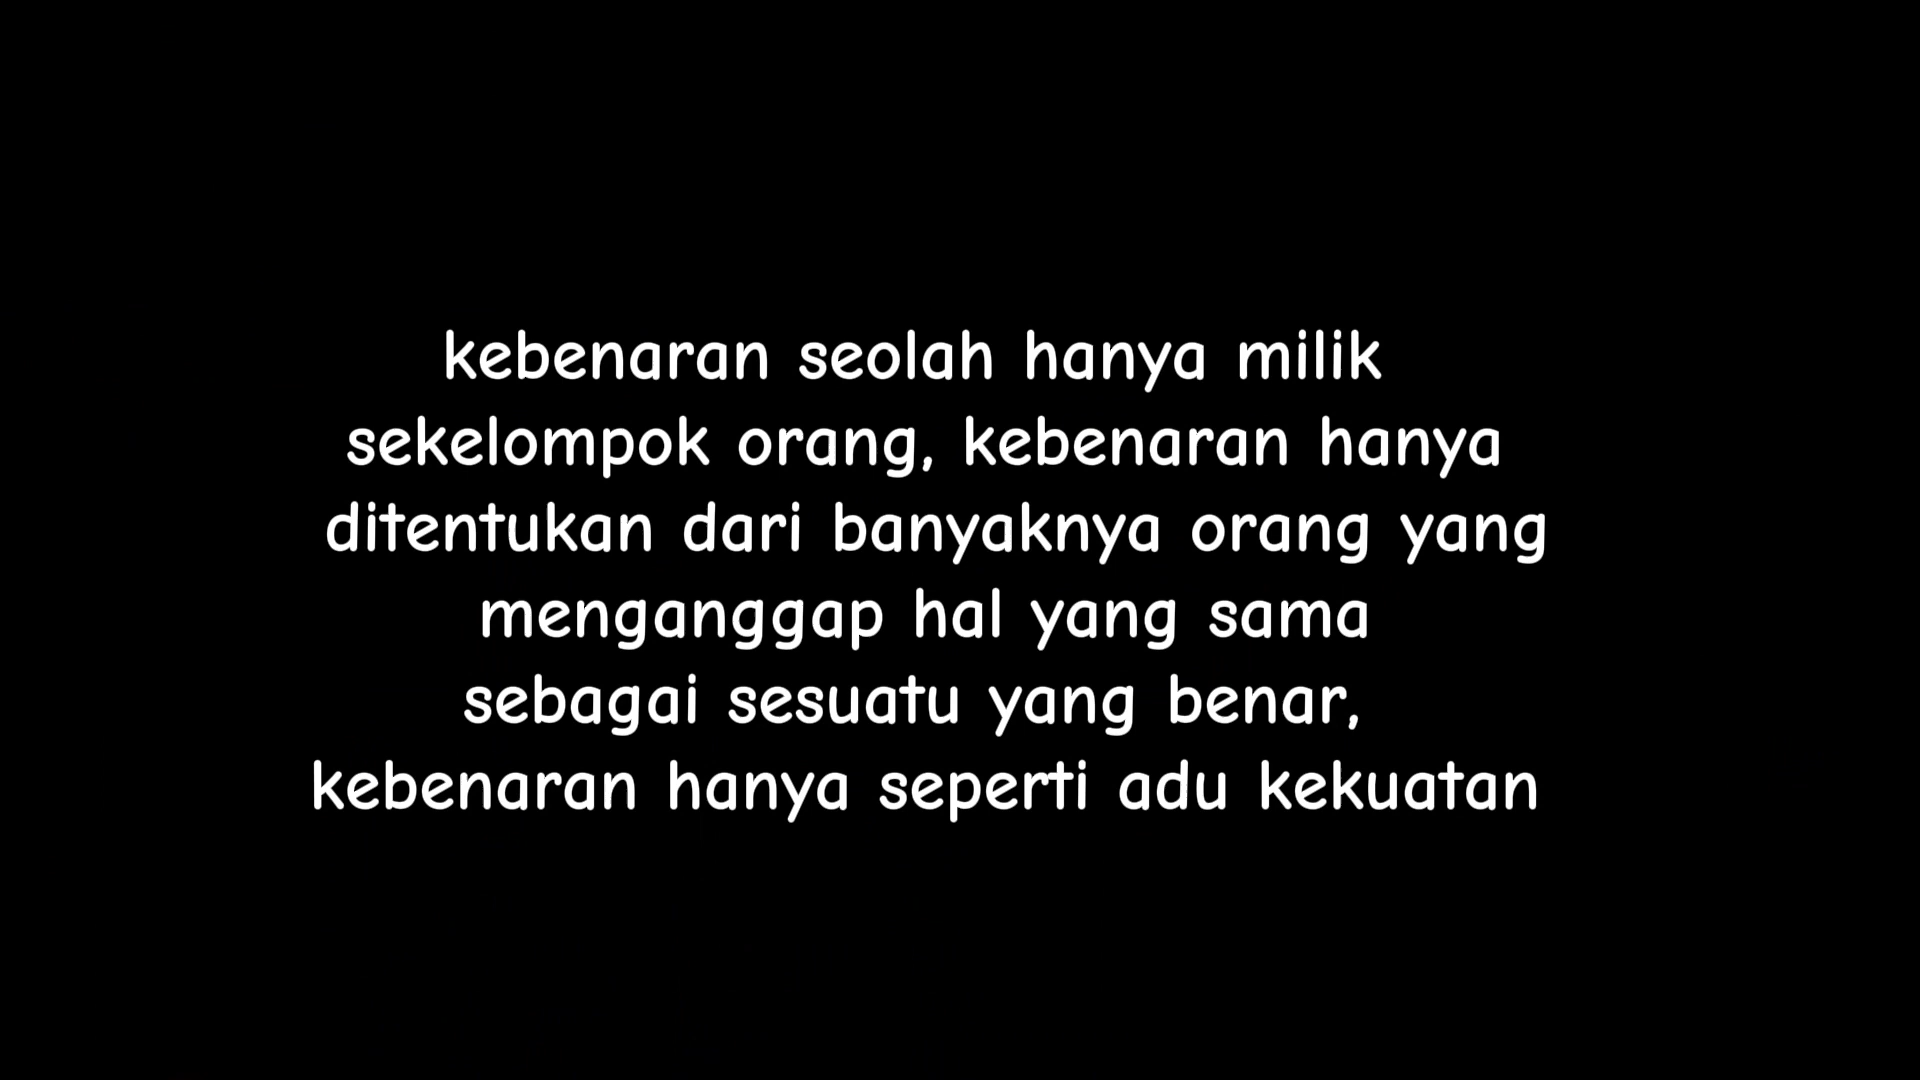 kebenaran seolah hanya milik
sekelompok orang, kebenaran hanya
ditentukan dari banyaknya orang yang
menganggap hal yang sama
sebagai sesuatu yang benar,
kebenaran hanya seperti adu kekuatan